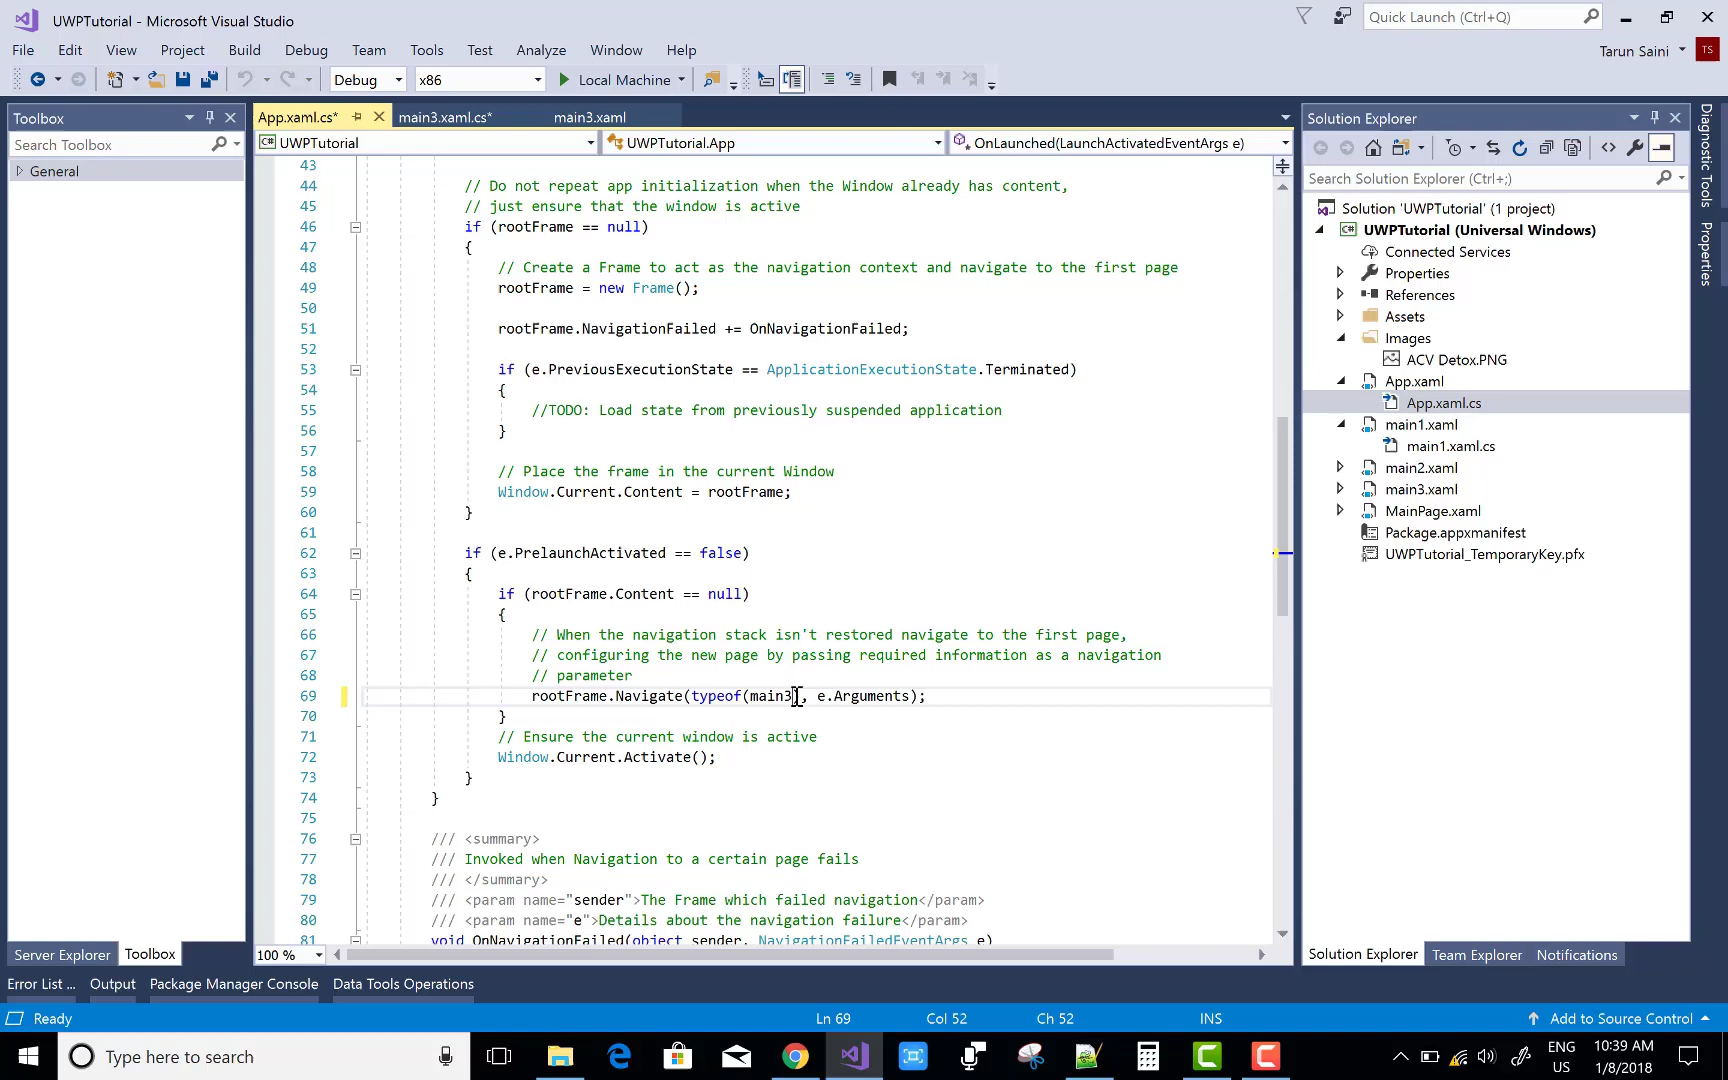 UWPTutorial - Microsoft Visual Studio
Quick Launch (Ctrl+Q)
File Edit View Project Build Debug Team Tools Test Analyze Window Help
Tarun Saini TS
Debug x86 Local Machine
Toolbox
Search Toolbox
General
App.xaml.cs* main3.xaml.cs* main3.xaml
UWPTutorial UWPTutorial.App OnLaunched(LaunchActivatedEventArgs e)
43
44 // Do not repeat app initialization when the Window already has content,
45 // just ensure that the window is active
46 if (rootFrame == null)
47 {
48 // Create a Frame to act as the navigation context and navigate to the first page
49 rootFrame = new Frame();
50
51 rootFrame.NavigationFailed += OnNavigationFailed;
52
53 if (e.PreviousExecutionState == ApplicationExecutionState.Terminated)
54 {
55 //TODO: Load state from previously suspended application
56 }
57
58 // Place the frame in the current Window
59 Window.Current.Content = rootFrame;
60 }
61
62 if (e.PrelaunchActivated == false)
63 {
64 if (rootFrame.Content == null)
65 {
66 // When the navigation stack isn't restored navigate to the first page,
67 // configuring the new page by passing required information as a navigation
68 // parameter
69 rootFrame.Navigate(typeof(main3), e.Arguments);
70 }
71 // Ensure the current window is active
72 Window.Current.Activate();
73 }
74 }
75
76 /// <summary>
77 /// Invoked when Navigation to a certain page fails
78 /// </summary>
79 /// <param name="sender">The Frame which failed navigation</param>
80 /// <param name="e">Details about the navigation failure</param>
81 void OnNavigationFailed(object sender, NavigationFailedEventArgs e)
100 %
Solution Explorer
Search Solution Explorer (Ctrl+;)
Solution 'UWPTutorial' (1 project)
UWPTutorial (Universal Windows)
Connected Services
Properties
References
Assets
Images
ACV Detox.PNG
App.xaml
App.xaml.cs
main1.xaml
main1.xaml.cs
main2.xaml
main3.xaml
MainPage.xaml
Package.appxmanifest
UWPTutorial_TemporaryKey.pfx
Diagnostic Tools
Properties
Server Explorer Toolbox
Solution Explorer Team Explorer Notifications
Error List ... Output Package Manager Console Data Tools Operations
Ready Ln 69 Col 52 Ch 52 INS Add to Source Control
Type here to search
ENG
US
10:39 AM
1/8/2018